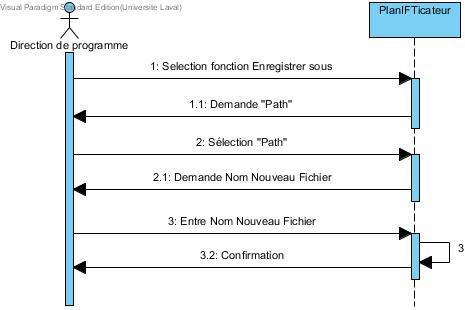 Visual Paradigm Standard Edition(Universite Laval)
PlanIFTicateur
Direction de programme
1: Selection fonction Enregistrer sous
1.1: Demande "Path"
2: Sélection "Path"
2.1: Demande Nom Nouveau Fichier
3: Entre Nom Nouveau Fichier
3
3.2: Confirmation